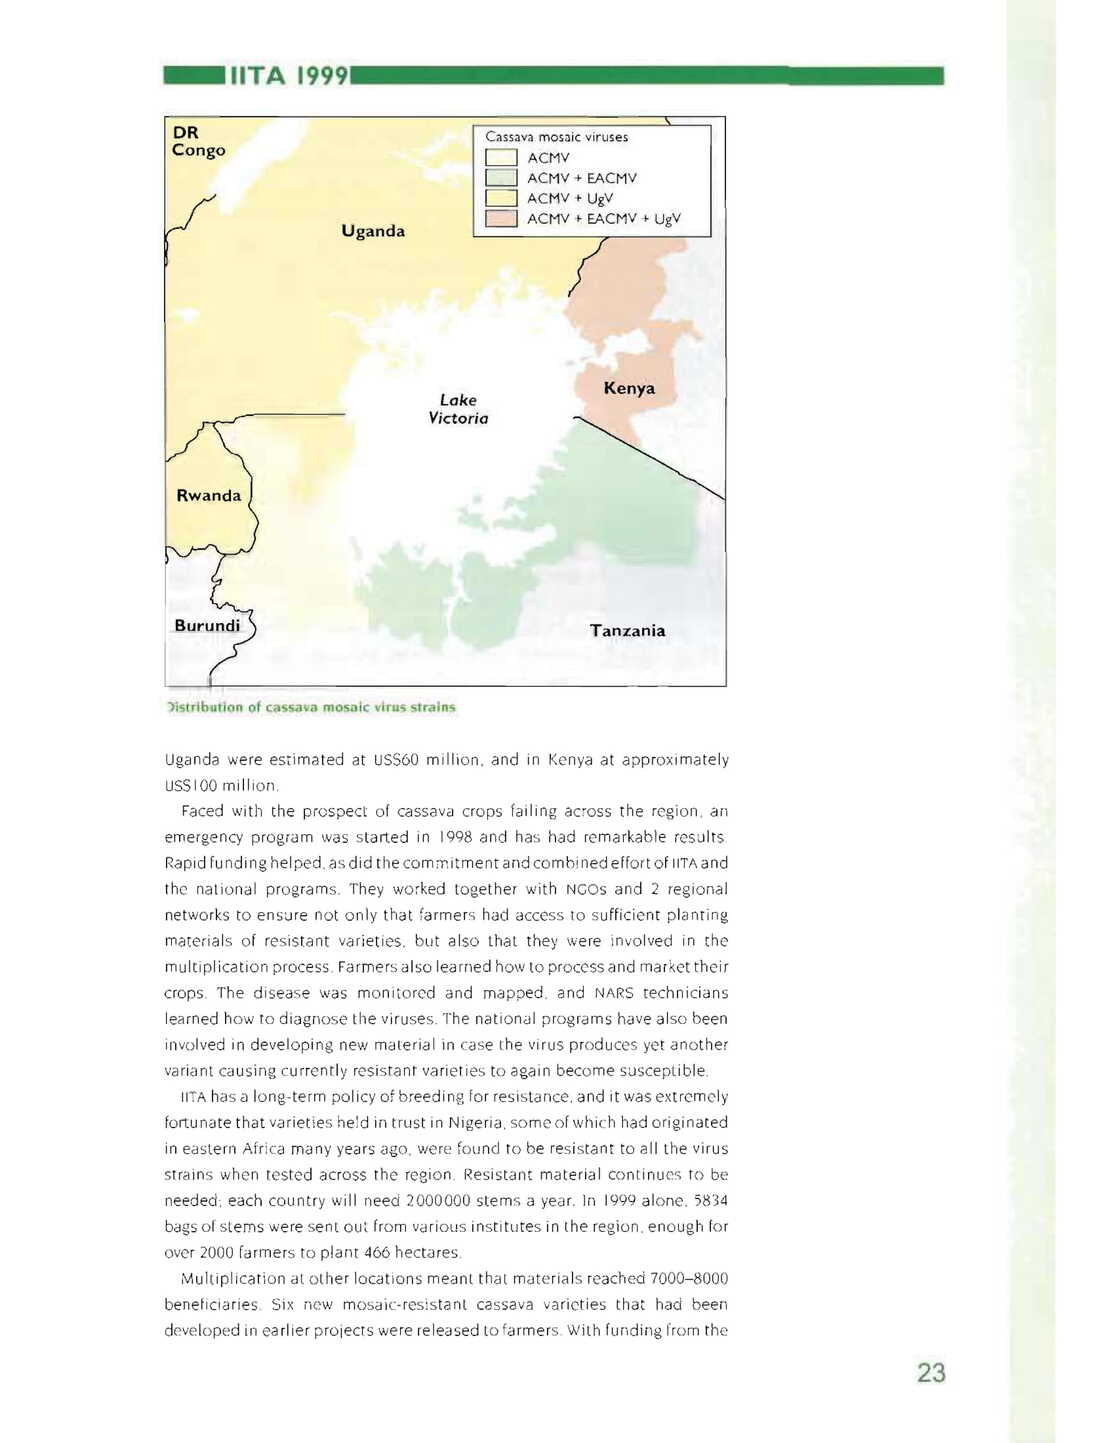 IITA 1999
DR
Congo
Cassava mosaic viruses
ACMV
ACMV + EACMV
ACMV + UgV
ACMV + EACMV + UgV
Uganda
Kenya
Lake
Victoria
Rwanda
Burundi
Tanzania
Distribution of cassava mosaic virus strains
Uganda were estimated at US$60 million, and in Kenya at approximately
US$100 million.
Faced with the prospect of cassava crops failing across the region, an
emergency program was started in 1998 and has had remarkable results.
Rapid funding helped, as did the commitment and combined effort of IITA and
the national programs. They worked together with NGOs and 2 regional
networks to ensure not only that farmers had access to sufficient planting
materials of resistant varieties, but also that they were involved in the
multiplication process. Farmers also learned how to process and market their
crops. The disease was monitored and mapped, and NARS technicians
learned how to diagnose the viruses. The national programs have also been
involved in developing new material in case the virus produces yet another
variant causing currently resistant varieties to again become susceptible.
IITA has a long-term policy of breeding for resistance, and it was extremely
fortunate that varieties held in trust in Nigeria, some of which had originated
in eastern Africa many years ago, were found to be resistant to all the virus
strains when tested across the region. Resistant material continues to be
needed; each country will need 2000000 stems a year. In 1999 alone, 5834
bags of stems were sent out from various institutes in the region, enough for
over 2000 farmers to plant 466 hectares.
Multiplication at other locations meant that materials reached 7000–8000
beneficiaries. Six new mosaic-resistant cassava varieties that had been
developed in earlier projects were released to farmers. With funding from the
23